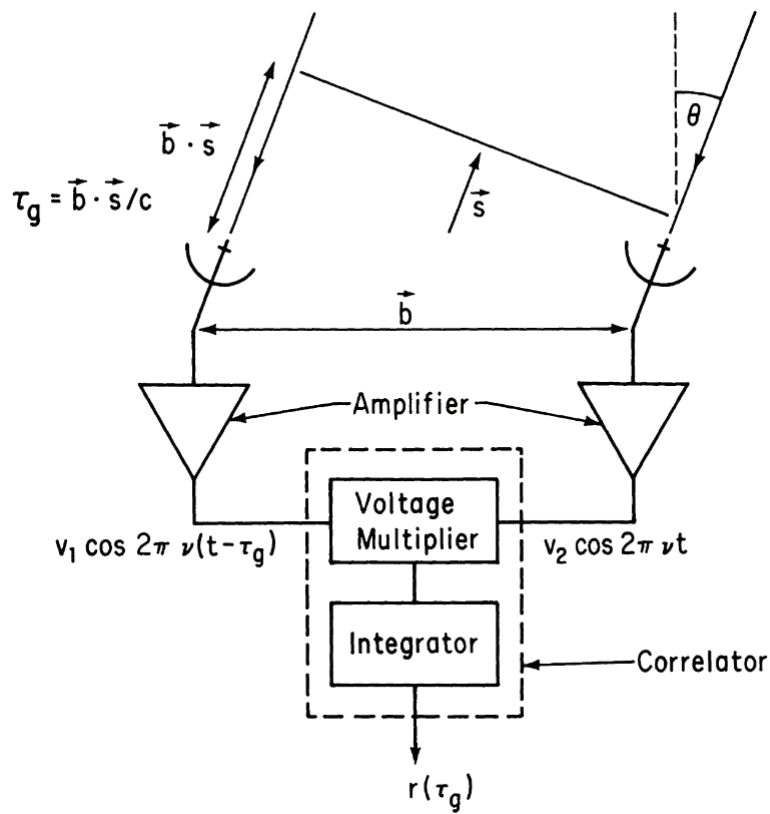 θ
b⃗ · s⃗
s⃗
τg = b⃗ · s⃗/c
b⃗
Amplifier
Voltage
Multiplier
v₁ cos 2π ν(t−τg)
v₂ cos 2π νt
Integrator
Correlator
r(τg)